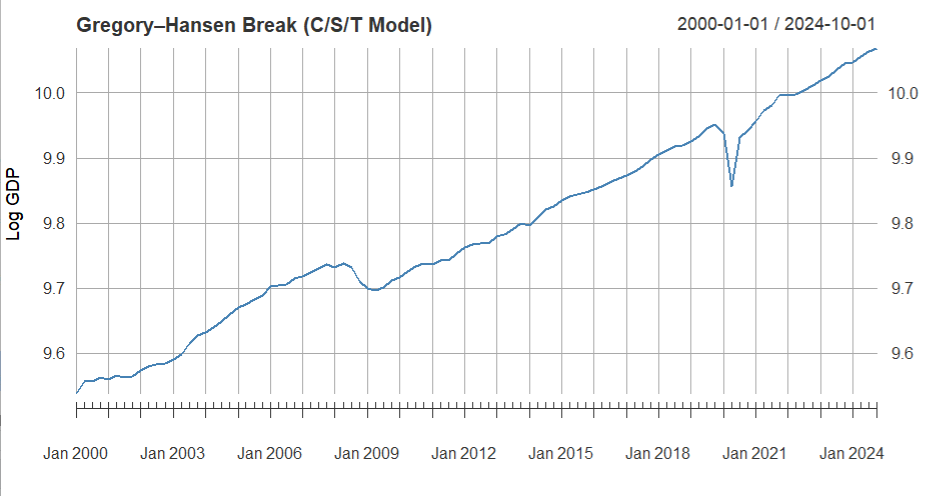 Gregory–Hansen Break (C/S/T Model) 2000-01-01 / 2024-10-01
10.0 10.0
9.9 9.9
Log GDP
9.8 9.8
9.7 9.7
9.6 9.6
Jan 2000 Jan 2003 Jan 2006 Jan 2009 Jan 2012 Jan 2015 Jan 2018 Jan 2021 Jan 2024